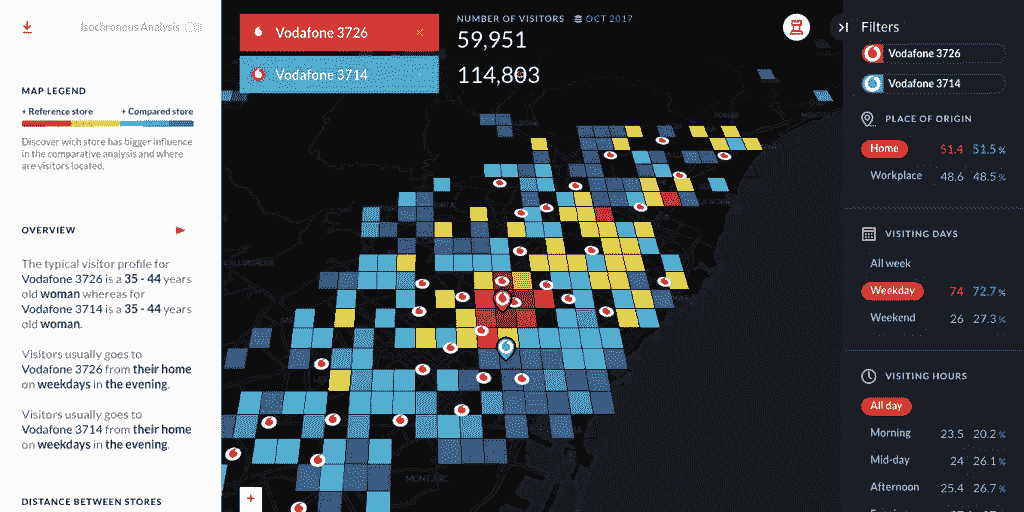 Isochronous Analysis
MAP LEGEND
+ Reference store + Compared store
Discover wich store has bigger influence
in the comparative analysis and where
are visitors located.
OVERVIEW
The typical visitor profile for
Vodafone 3726 is a 35 - 44 years
old woman whereas for
Vodafone 3714 is a 35 - 44 years
old woman.
Visitors usually goes to
Vodafone 3726 from their home
on weekdays in the evening.
Visitors usually goes to
Vodafone 3714 from their home
on weekdays in the evening.
DISTANCE BETWEEN STORES
Vodafone 3726 ×
Vodafone 3714
NUMBER OF VISITORS OCT 2017
59,951
114,803
+
Filters
Vodafone 3726
Vodafone 3714
PLACE OF ORIGIN
Home 51.4 51.5 %
Workplace 48.6 48.5 %
VISITING DAYS
All week
Weekday 74 72.7 %
Weekend 26 27.3 %
VISITING HOURS
All day
Morning 23.5 20.2 %
Mid-day 24 26.1 %
Afternoon 25.4 26.7 %